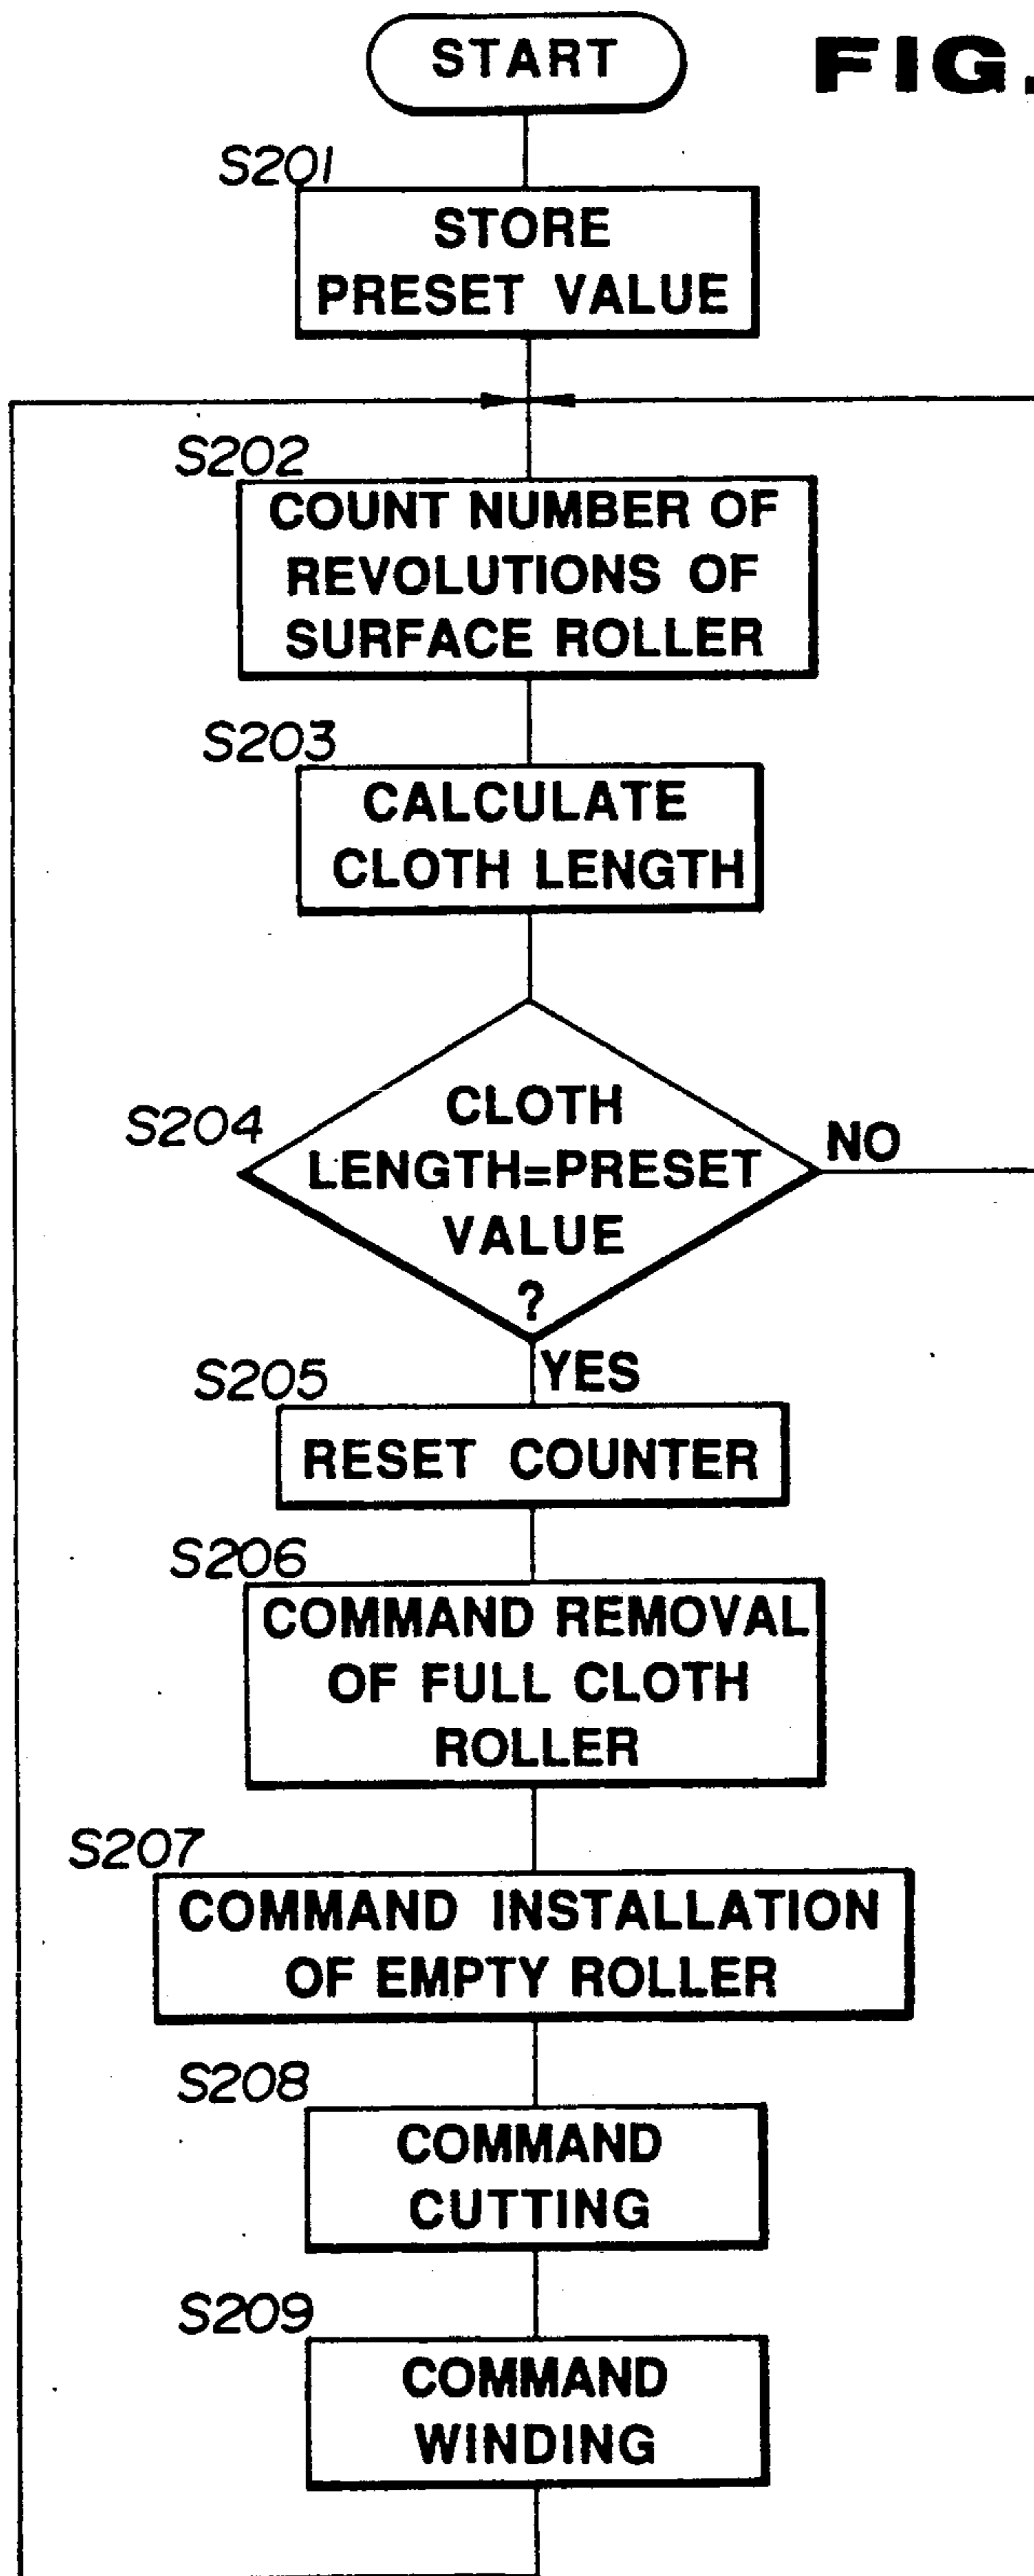 START
FIG.
S201
STORE
PRESET VALUE
S202
COUNT NUMBER OF
REVOLUTIONS OF
SURFACE ROLLER
S203
CALCULATE
CLOTH LENGTH
S204
CLOTH
LENGTH=PRESET
VALUE
?
NO
YES
S205
RESET COUNTER
S206
COMMAND REMOVAL
OF FULL CLOTH
ROLLER
S207
COMMAND INSTALLATION
OF EMPTY ROLLER
S208
COMMAND
CUTTING
S209
COMMAND
WINDING